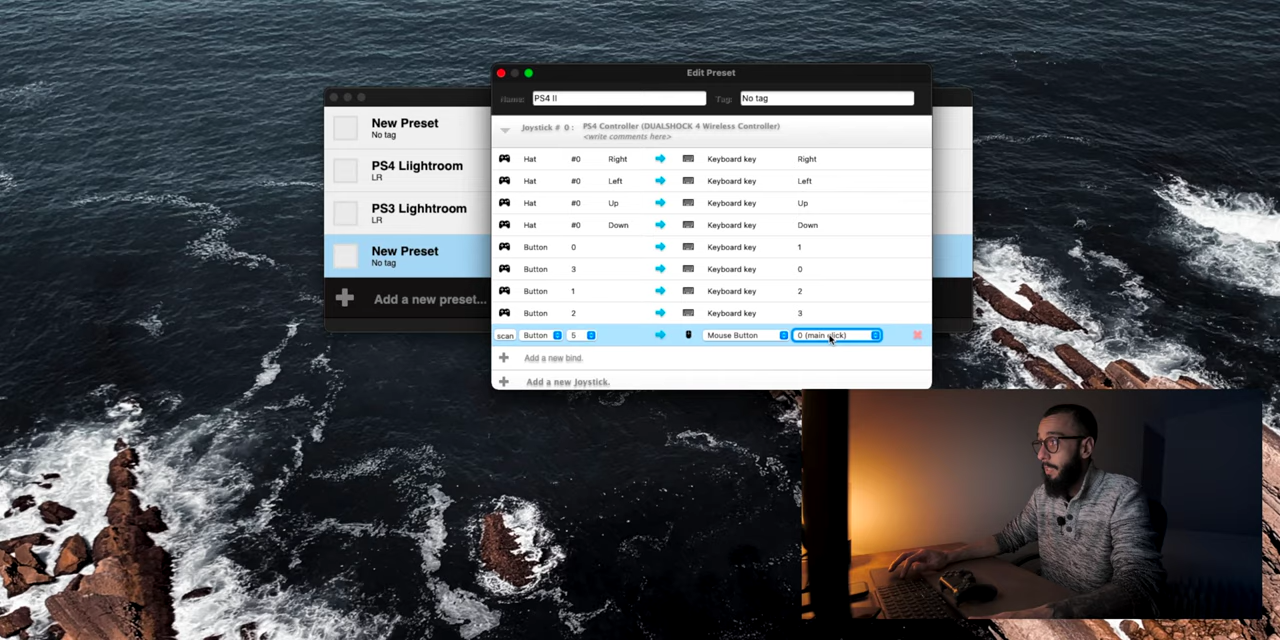 Edit Preset
Name: PS4 II Tag: No tag
Joystick # 0 : PS4 Controller (DUALSHOCK 4 Wireless Controller)
<write comments here>
Hat #0 Right Keyboard key Right
Hat #0 Left Keyboard key Left
Hat #0 Up Keyboard key Up
Hat #0 Down Keyboard key Down
Button 0 Keyboard key 1
Button 3 Keyboard key 0
Button 1 Keyboard key 2
Button 2 Keyboard key 3
scan Button 5 Mouse Button 0 (main click)
Add a new bind.
Add a new Joystick.
New Preset
No tag
PS4 Liightroom
LR
PS3 Lighhtroom
LR
New Preset
No tag
Add a new preset...